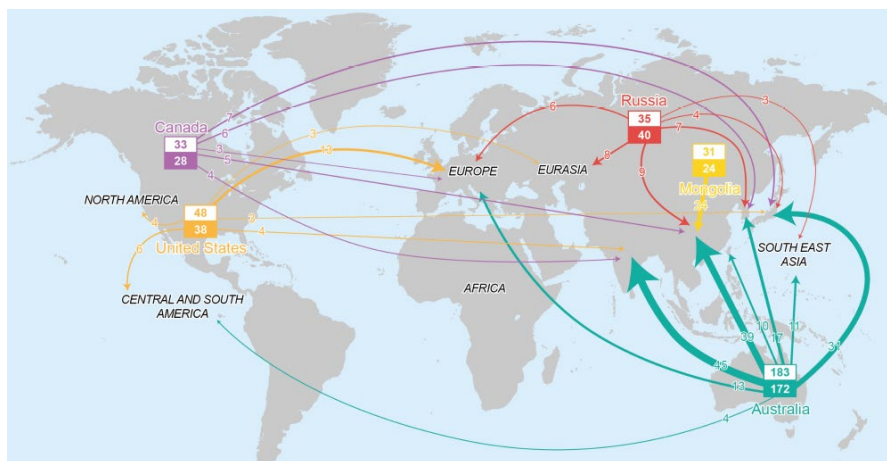 3
7
6
Russia
6
35
4
Canada
3
40
7
33
3
13
8
31
28
5
9
24
4
EUROPE
EURASIA
Mongolia
NORTH AMERICA
24
48
4
3
38
4
United States
6
SOUTH EAST
ASIA
AFRICA
CENTRAL AND SOUTH
AMERICA
10
11
39
17
31
45
183
13
172
Australia
4